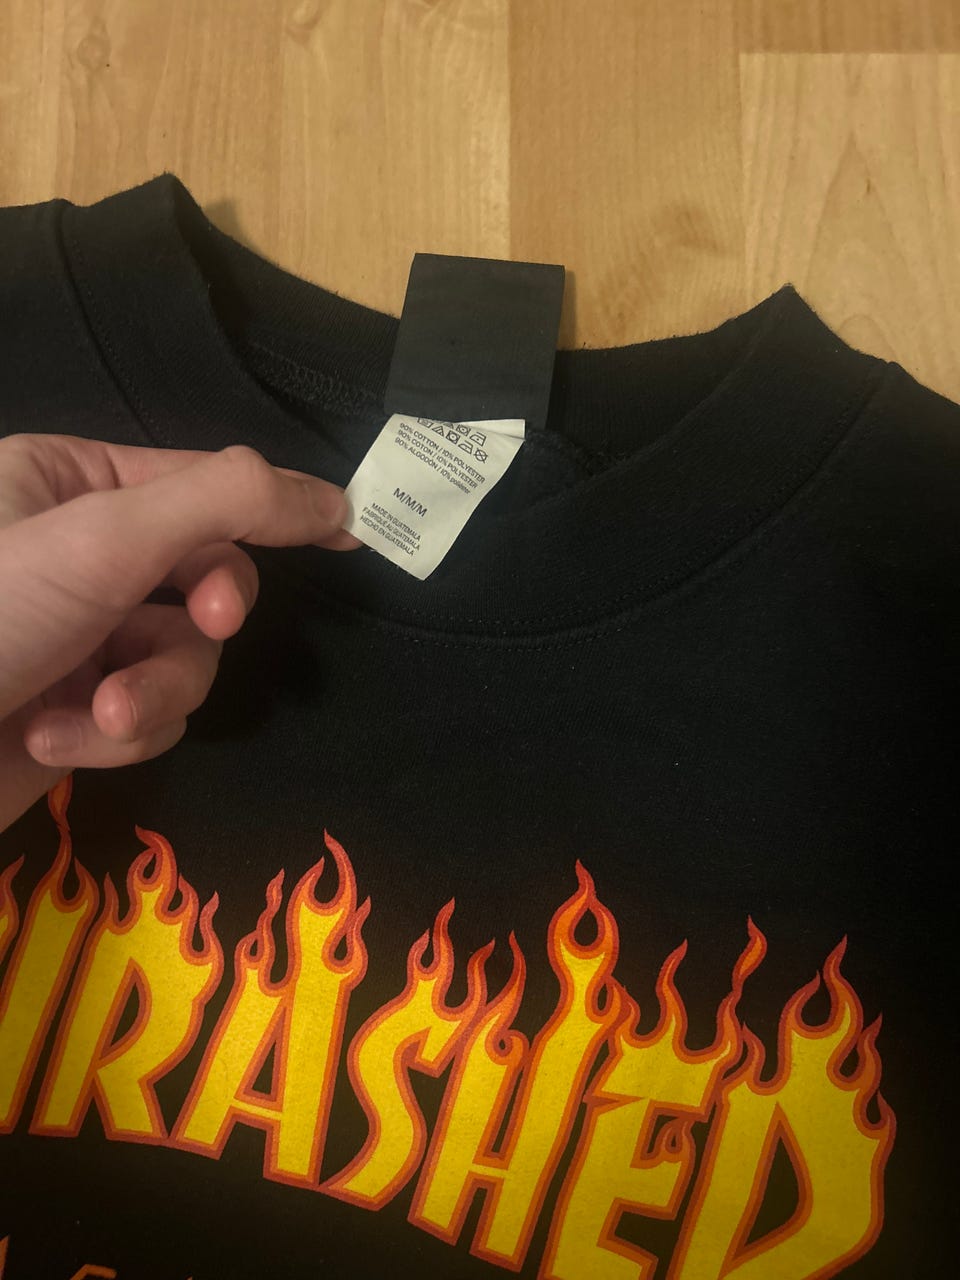 90% COTTON / 10% POLYESTER
90% COTON / 10% POLYESTER
90% ALGODÓN / 10% poliéster
M/M/M
MADE IN GUATEMALA
FABRIQUÉ AU GUATEMALA
HECHO EN GUATEMALA
HRASHED